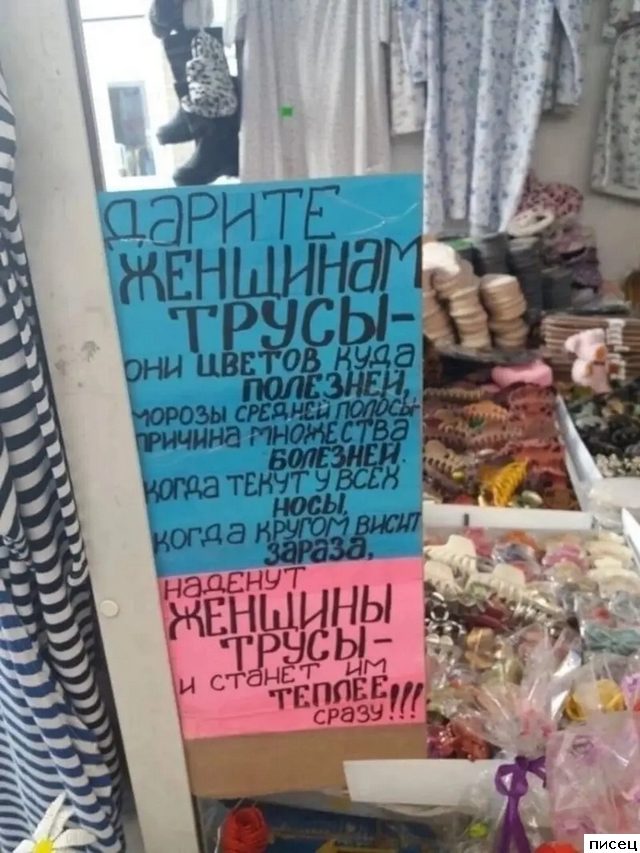 ДАРИТЕ
ЖЕНЩИНАМ
ТРУСЫ-
ОНИ ЦВЕТОВ КУДА
ПОЛЕЗНЕЙ,
МОРОЗЫ СРЕДНЕЙ ПОЛОСЫ-
ПРИЧИНА МНОЖЕСТВА
БОЛЕЗНЕЙ.
КОГДА ТЕКУТ У ВСЕХ
НОСЫ,
КОГДА КРУГОМ ВИСИТ
ЗАРАЗА,
НАДЕНУТ
ЖЕНЩИНЫ
ТРУСЫ-
И СТАНЕТ ИМ
ТЕПЛЕЕ
СРАЗУ!!!
писец